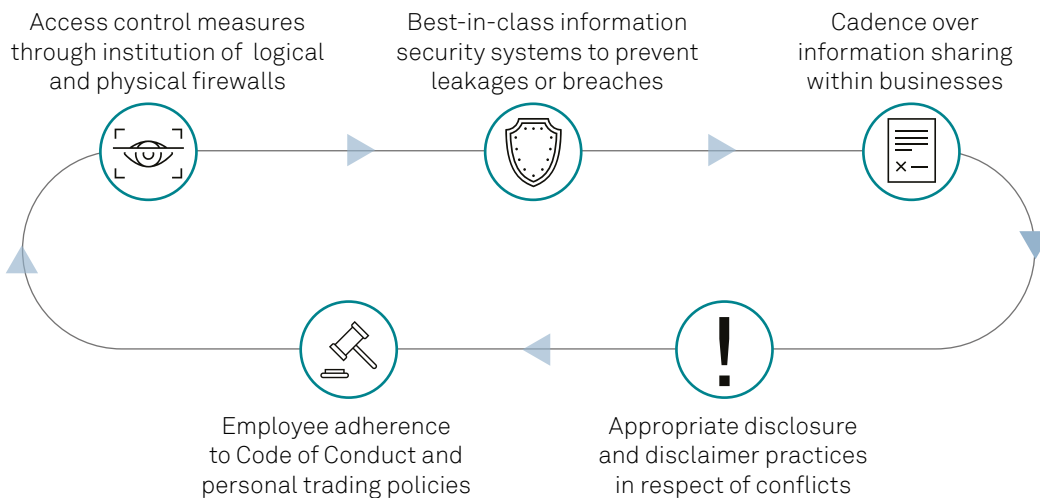 Access control measures
through institution of logical
and physical firewalls
Best-in-class information
security systems to prevent
leakages or breaches
Cadence over
information sharing
within businesses
Employee adherence
to Code of Conduct and
personal trading policies
Appropriate disclosure
and disclaimer practices
in respect of conflicts